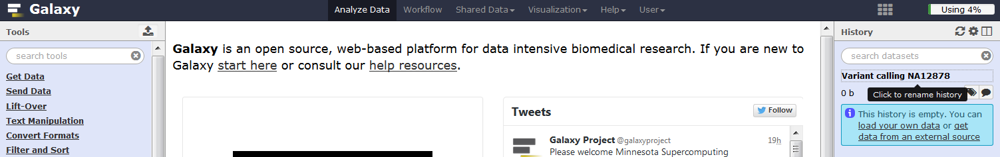 Galaxy
Analyze Data Workflow Shared Data Visualization Help User
Using 4%
Tools
search tools
Get Data
Send Data
Lift-Over
Text Manipulation
Convert Formats
Filter and Sort
Galaxy is an open source, web-based platform for data intensive biomedical research. If you are new to
Galaxy start here or consult our help resources.
Tweets
Follow
Galaxy Project @galaxyproject 19h
Please welcome Minnesota Supercomputing
History
search datasets
Variant calling NA12878
0 b
Click to rename history
This history is empty. You can
load your own data or get
data from an external source